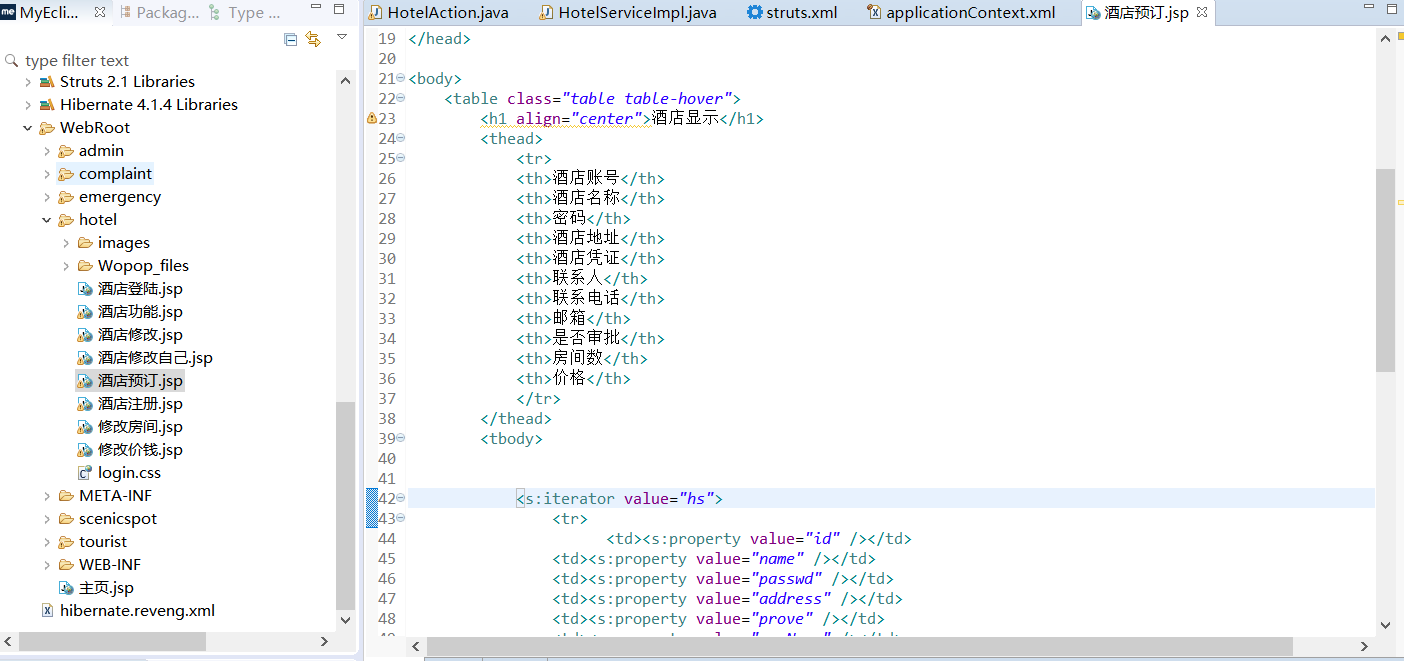 MyEcli...
Packag...
Type ...
type filter text
Struts 2.1 Libraries
Hibernate 4.1.4 Libraries
WebRoot
admin
complaint
emergency
hotel
images
Wopop_files
酒店登陆.jsp
酒店功能.jsp
酒店修改.jsp
酒店修改自己.jsp
酒店预订.jsp
酒店注册.jsp
修改房间.jsp
修改价钱.jsp
login.css
META-INF
scenicspot
tourist
WEB-INF
主页.jsp
hibernate.reveng.xml
HotelAction.java
HotelServiceImpl.java
struts.xml
applicationContext.xml
酒店预订.jsp
19 </head>
20
21 <body>
22 <table class="table table-hover">
23 <h1 align="center">酒店显示</h1>
24 <thead>
25 <tr>
26 <th>酒店账号</th>
27 <th>酒店名称</th>
28 <th>密码</th>
29 <th>酒店地址</th>
30 <th>酒店凭证</th>
31 <th>联系人</th>
32 <th>联系电话</th>
33 <th>邮箱</th>
34 <th>是否审批</th>
35 <th>房间数</th>
36 <th>价格</th>
37 </tr>
38 </thead>
39 <tbody>
40
41
42 <s:iterator value="hs">
43 <tr>
44 <td><s:property value="id" /></td>
45 <td><s:property value="name" /></td>
46 <td><s:property value="passwd" /></td>
47 <td><s:property value="address" /></td>
48 <td><s:property value="prove" /></td>